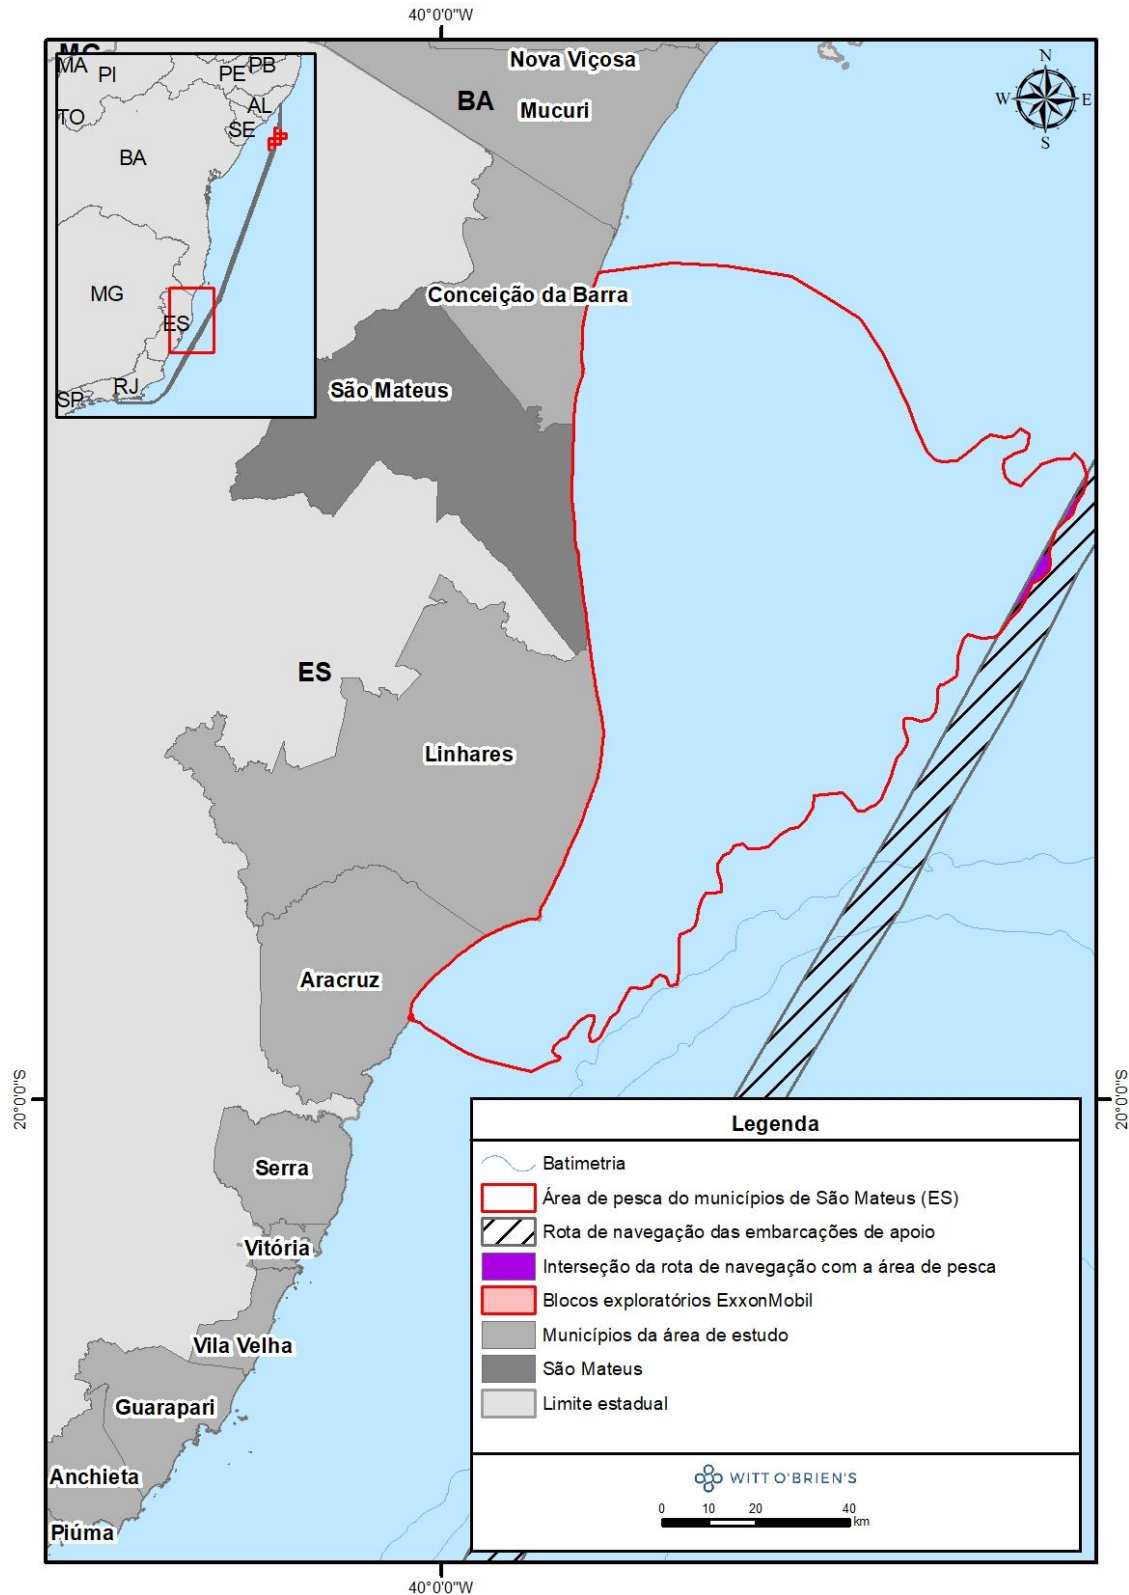 40°0'0"W
MG
MA
PI
PE
PB
TO
AL
SE
BA
MG
ES
RJ
SP
Nova Viçosa
BA
Mucuri
N
W
E
S
Conceição da Barra
São Mateus
ES
Linhares
Aracruz
20°0'0"S
20°0'0"S
Serra
Vitória
Vila Velha
Guarapari
Anchieta
Piúma
Legenda
Batimetria
Área de pesca do municípios de São Mateus (ES)
Rota de navegação das embarcações de apoio
Interseção da rota de navegação com a área de pesca
Blocos exploratórios ExxonMobil
Municípios da área de estudo
São Mateus
Limite estadual
WITT O'BRIEN'S
0 10 20 40
km
40°0'0"W